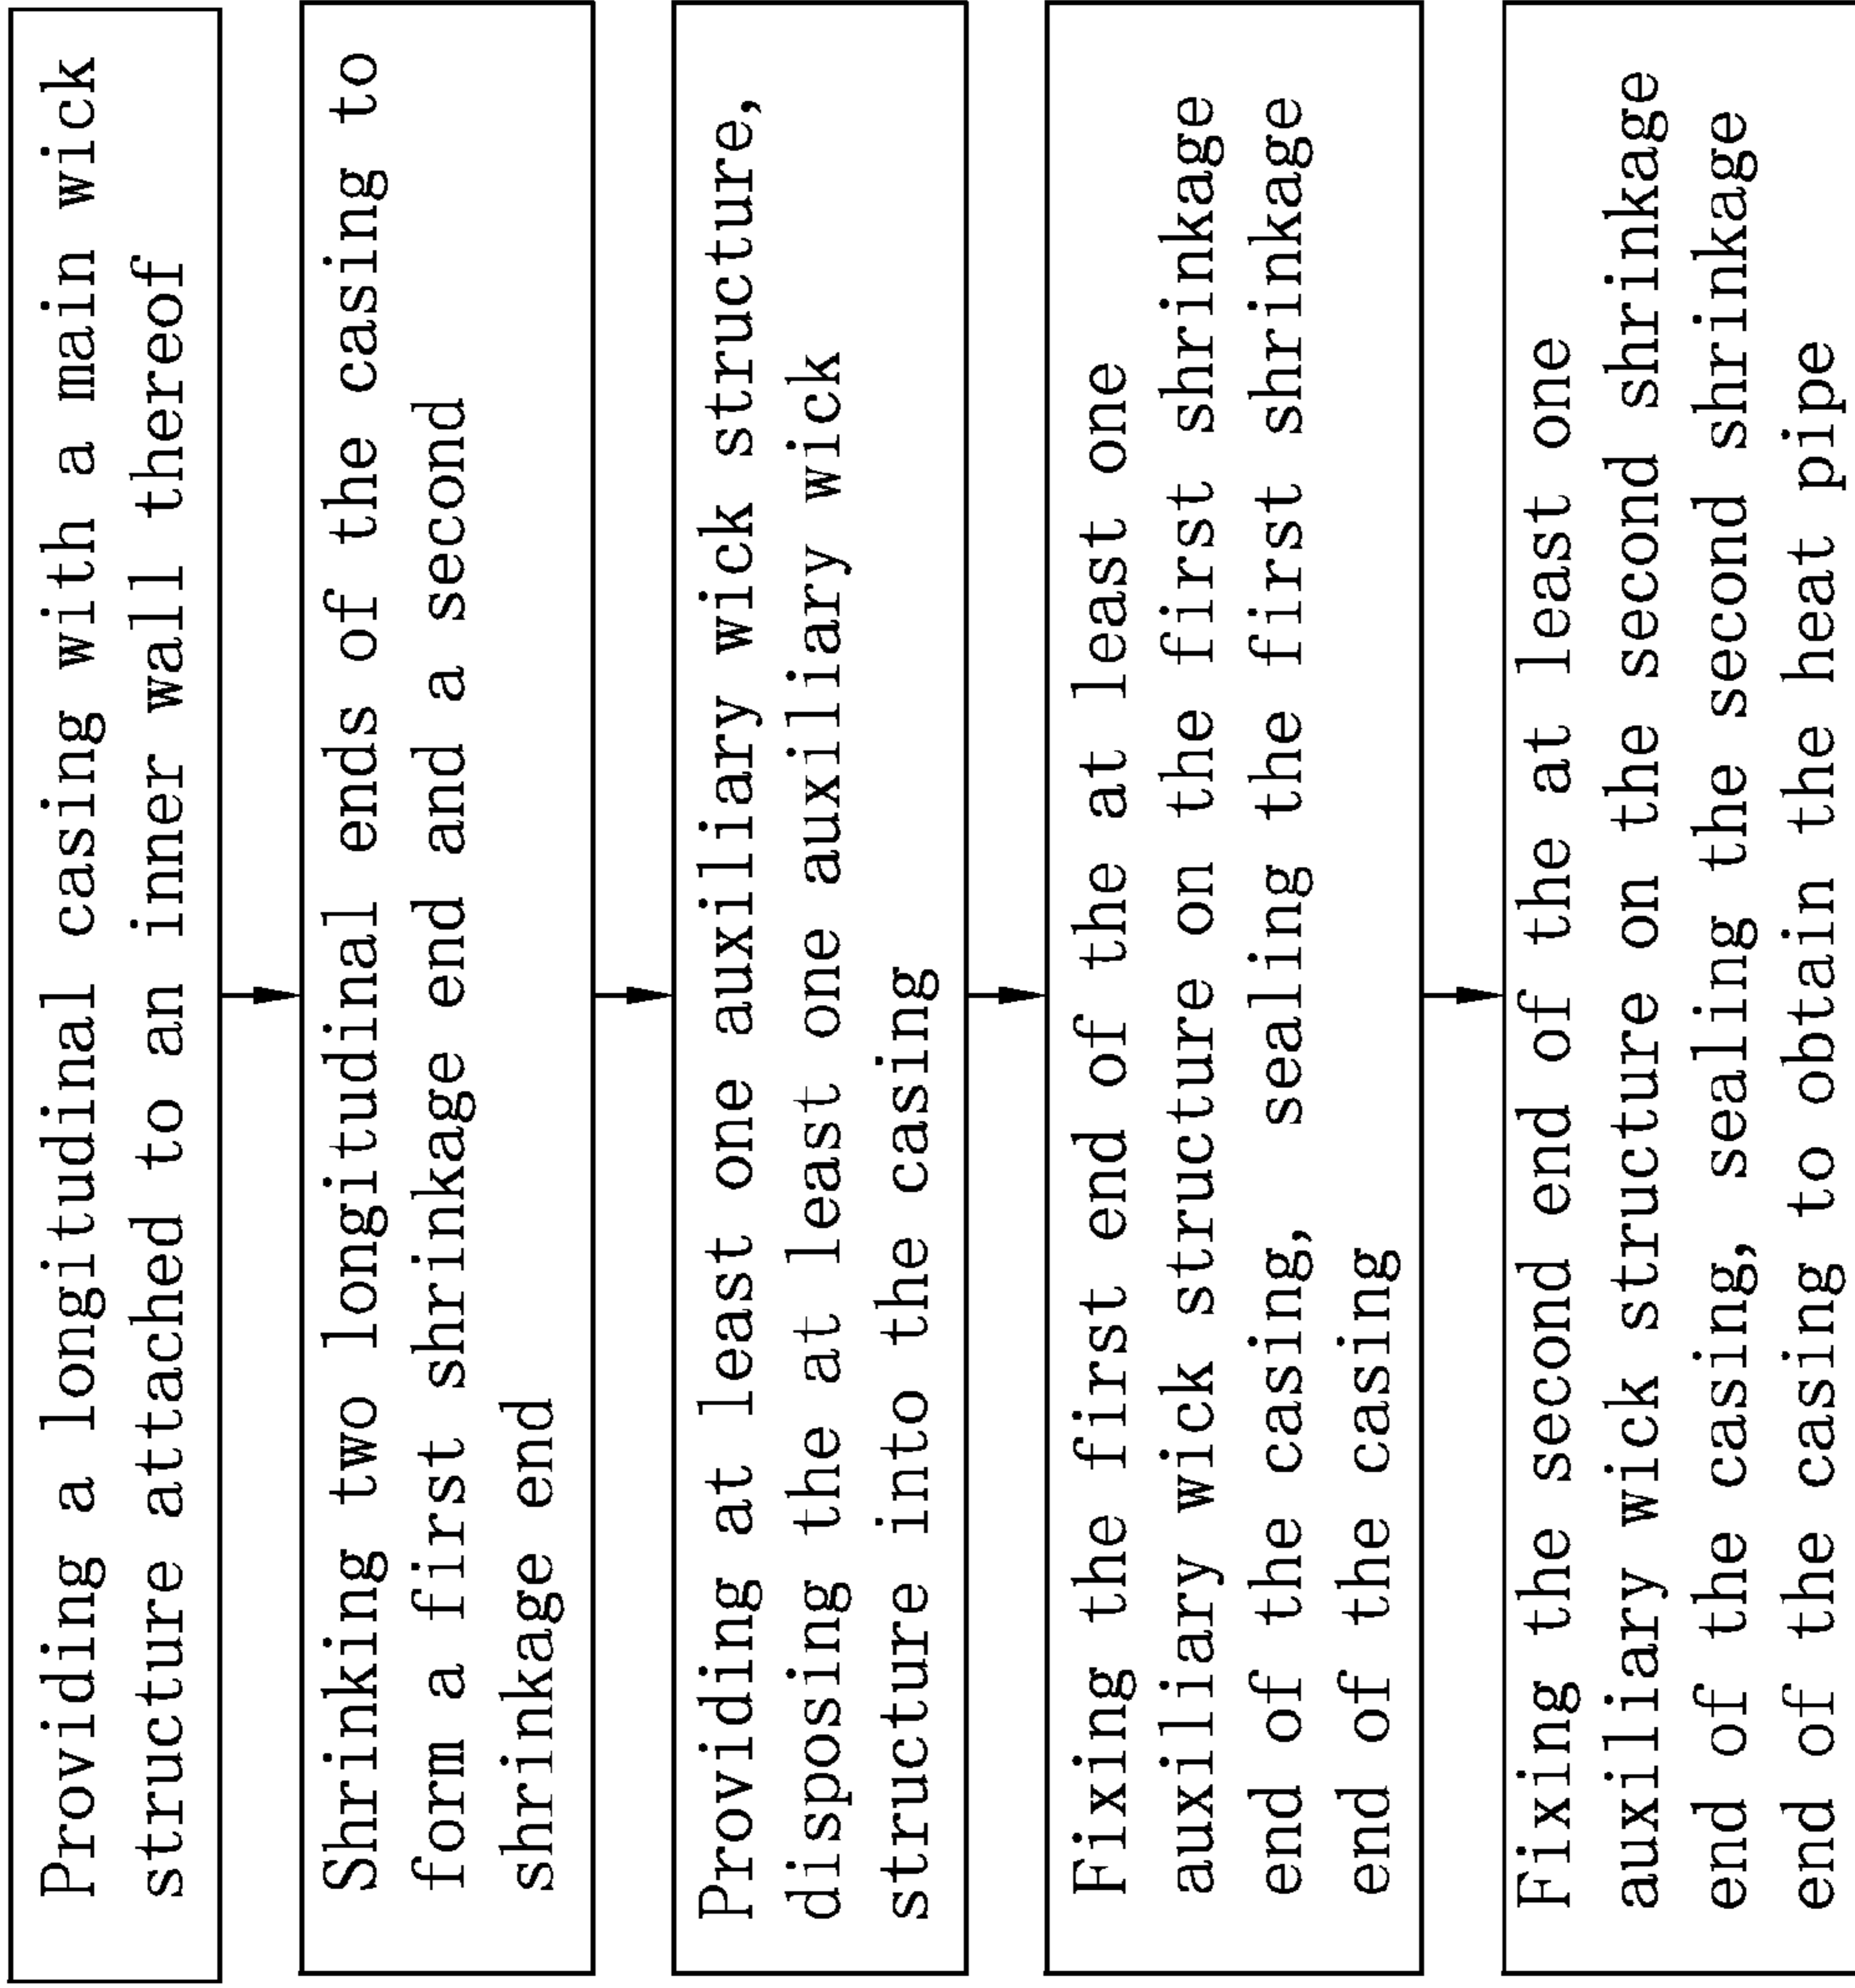 Providing a longitudinal casing with a main wick
structure attached to an inner wall thereof
Shrinking two longitudinal ends of the casing to
form a first shrinkage end and a second
shrinkage end
Providing at least one auxiliary wick structure,
disposing the at least one auxiliary wick
structure into the casing
Fixing the first end of the at least one
auxiliary wick structure on the first shrinkage
end of the casing, sealing the first shrinkage
end of the casing
Fixing the second end of the at least one
auxiliary wick structure on the second shrinkage
end of the casing, sealing the second shrinkage
end of the casing to obtain the heat pipe